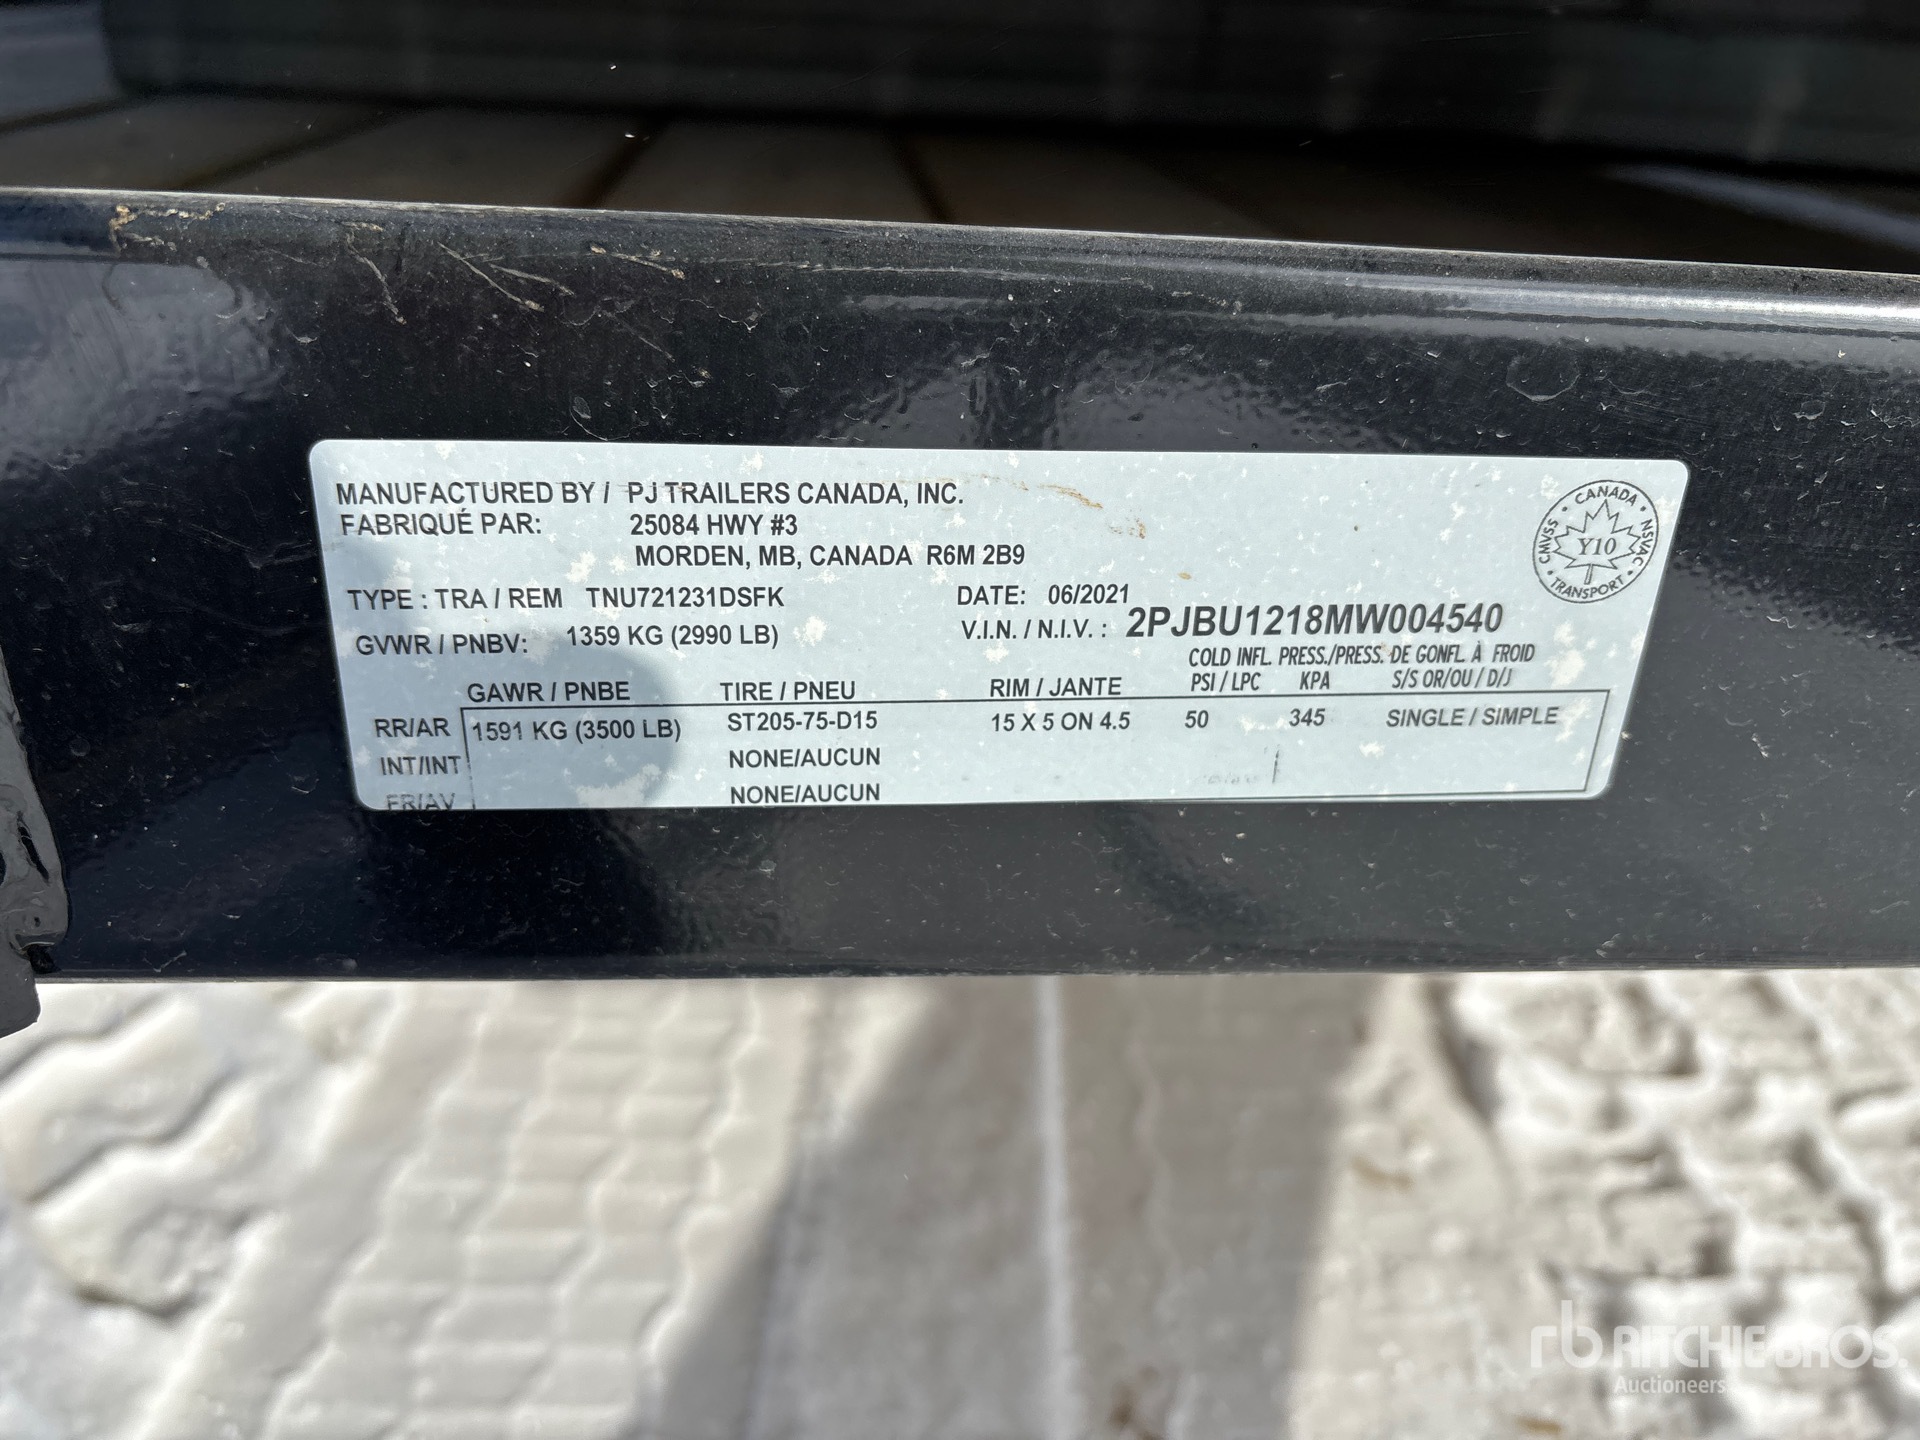 MANUFACTURED BY / PJ TRAILERS CANADA, INC.
FABRIQUÉ PAR: 25084 HWY #3
MORDEN, MB, CANADA R6M 2B9
CANADA
CMVSS Y10 NSVAC
TRANSPORT
TYPE : TRA / REM TNU721231DSFK DATE: 06/2021
GVWR / PNBV: 1359 KG (2990 LB) V.I.N. / N.I.V. : 2PJBU1218MW004540
COLD INFL. PRESS./PRESS. DE GONFL. À FROID
GAWR / PNBE TIRE / PNEU RIM / JANTE PSI / LPC KPA S/S OR/OU / D/J
RR/AR 1591 KG (3500 LB) ST205-75-D15 15 X 5 ON 4.5 50 345 SINGLE / SIMPLE
INT/INT NONE/AUCUN
FR/AV NONE/AUCUN
rb RITCHIE BROS.
Auctioneers